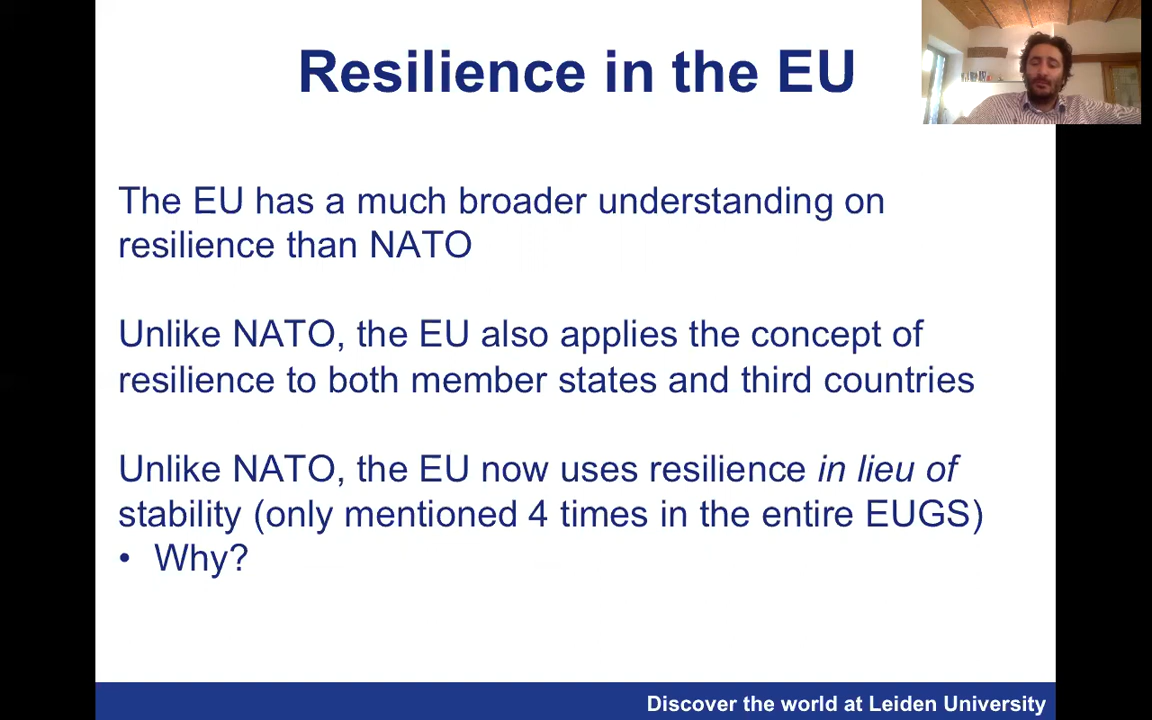 Resilience in the EU
The EU has a much broader understanding on
resilience than NATO
Unlike NATO, the EU also applies the concept of
resilience to both member states and third countries
Unlike NATO, the EU now uses resilience in lieu of
stability (only mentioned 4 times in the entire EUGS)
• Why?
Discover the world at Leiden University